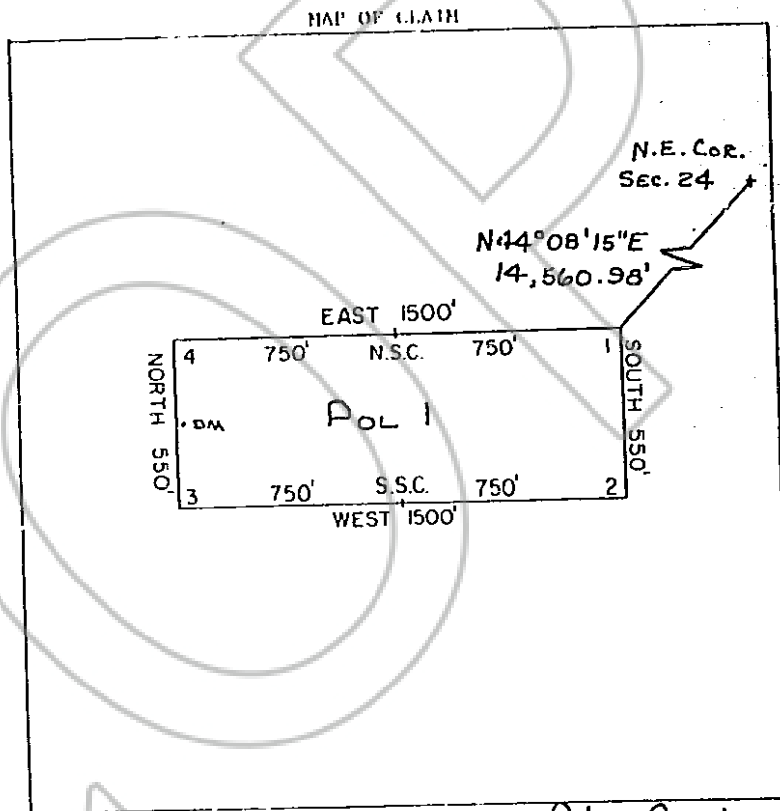 MAP OF CLAIM
N.E. COR.
SEC. 24
N14°08'15"E
14,560.98'
EAST 1500'
4 750' N.S.C. 750' 1
NORTH 550'
SOUTH 550'
DM
POL 1
3 750' S.S.C. 750' 2
WEST 1500'